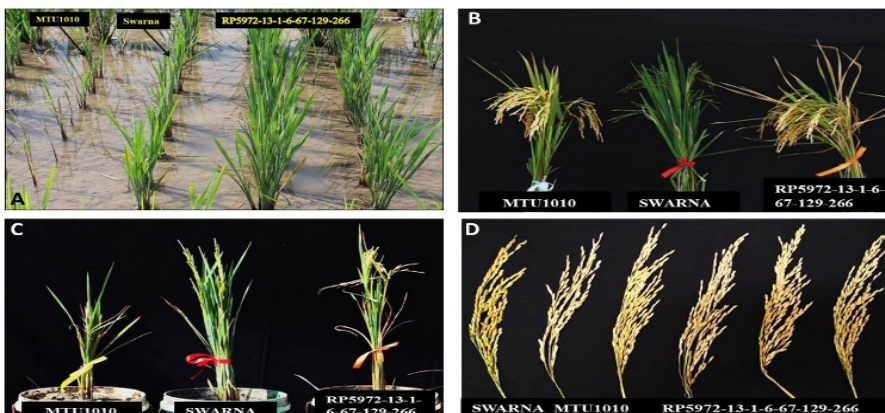 MTU1010 Swarna RP5972-13-1-6-67-129-266
A
B
MTU1010 SWARNA RP5972-13-1-6-
67-129-266
C
MTU1010 SWARNA RP5972-13-1-
6-67-129-266
D
SWARNA MTU1010 RP5972-13-1-6-67-129-266